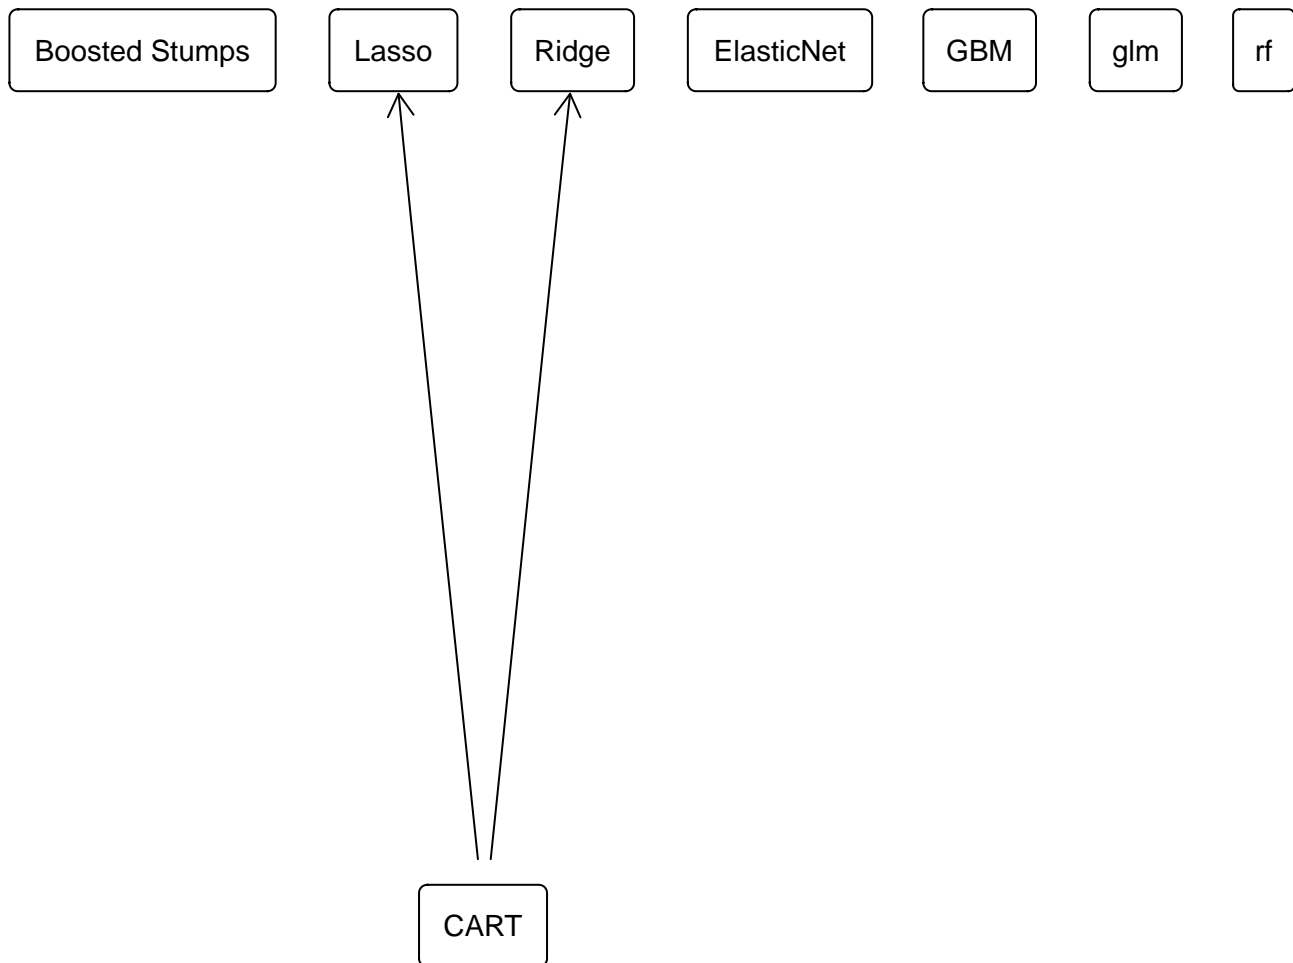 Boosted Stumps
Lasso
Ridge
ElasticNet
GBM
glm
rf
CART